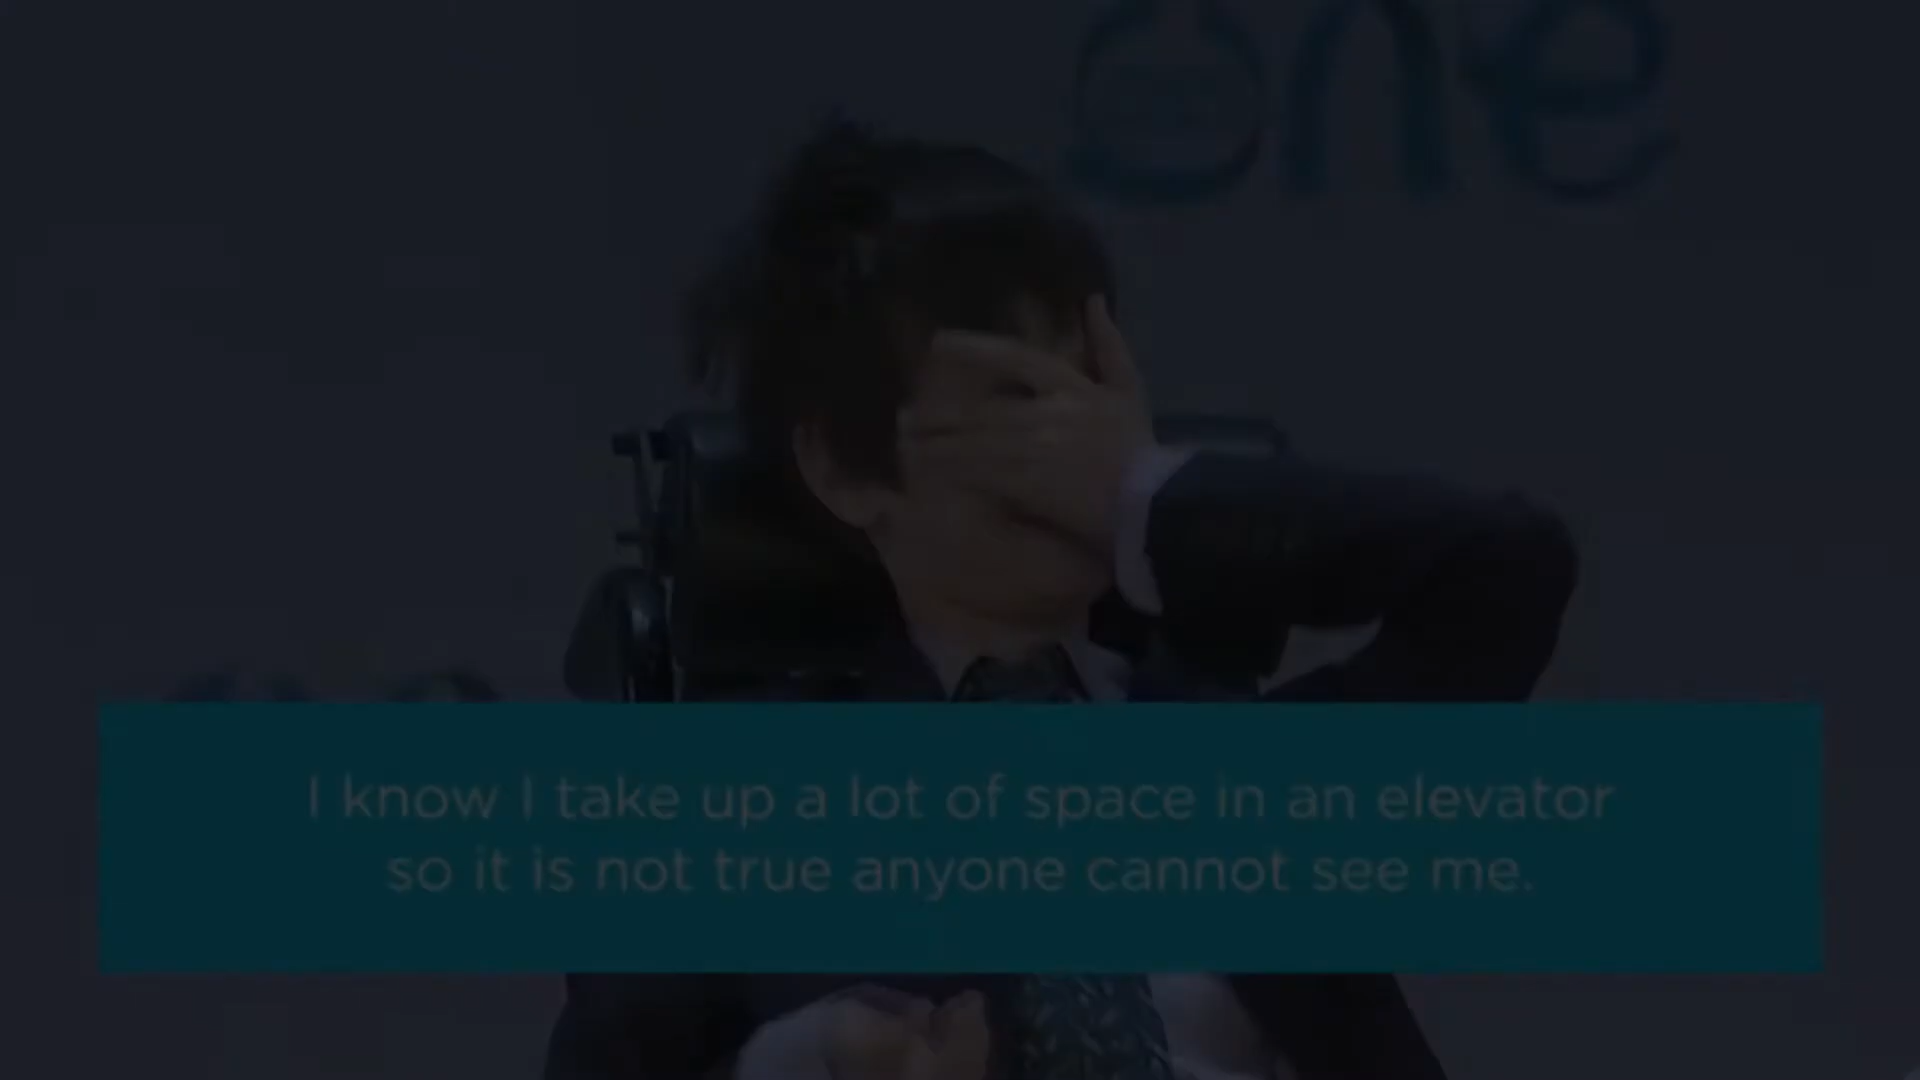 one
I know I take up a lot of space in an elevator
so it is not true anyone cannot see me.